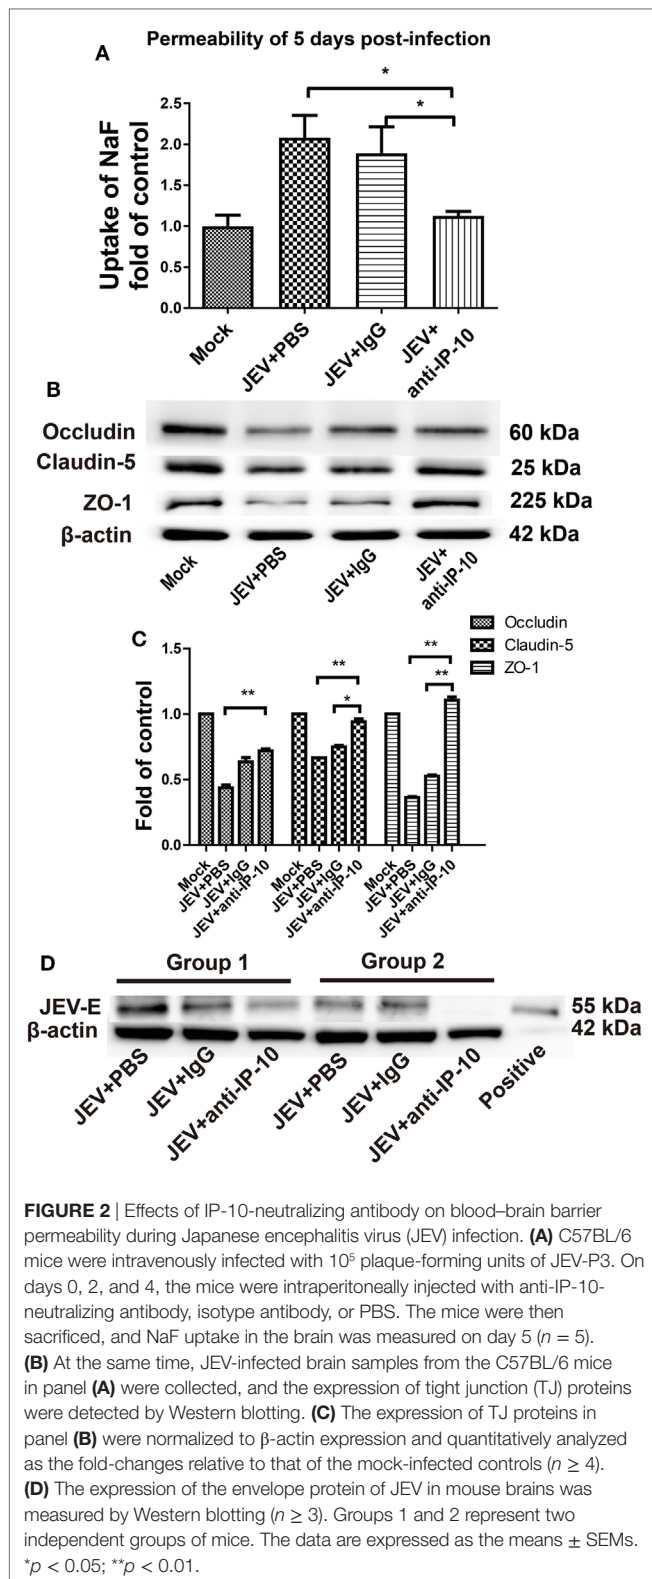 Permeability of 5 days post-infection
A
Uptake of NaF
fold of control
2.5
2.0
1.5
1.0
0.5
0.0
*
*
Mock
JEV+PBS
JEV+IgG
JEV+
anti-IP-10
B
Occludin
60 kDa
Claudin-5
25 kDa
ZO-1
225 kDa
β-actin
42 kDa
Mock
JEV+PBS
JEV+IgG
JEV+
anti-IP-10
C
Occludin
Claudin-5
ZO-1
Fold of control
1.5
1.0
0.5
0.0
**
**
*
**
**
Mock
JEV+PBS
JEV+IgG
JEV+anti-IP-10
Mock
JEV+PBS
JEV+IgG
JEV+anti-IP-10
Mock
JEV+PBS
JEV+IgG
JEV+anti-IP-10
D
Group 1
Group 2
JEV-E
55 kDa
β-actin
42 kDa
JEV+PBS
JEV+IgG
JEV+anti-IP-10
JEV+PBS
JEV+IgG
JEV+anti-IP-10
Positive
FIGURE 2 | Effects of IP-10-neutralizing antibody on blood–brain barrier
permeability during Japanese encephalitis virus (JEV) infection. (A) C57BL/6
mice were intravenously infected with 10⁵ plaque-forming units of JEV-P3. On
days 0, 2, and 4, the mice were intraperitoneally injected with anti-IP-10-
neutralizing antibody, isotype antibody, or PBS. The mice were then
sacrificed, and NaF uptake in the brain was measured on day 5 (n = 5).
(B) At the same time, JEV-infected brain samples from the C57BL/6 mice
in panel (A) were collected, and the expression of tight junction (TJ) proteins
were detected by Western blotting. (C) The expression of TJ proteins in
panel (B) were normalized to β-actin expression and quantitatively analyzed
as the fold-changes relative to that of the mock-infected controls (n ≥ 4).
(D) The expression of the envelope protein of JEV in mouse brains was
measured by Western blotting (n ≥ 3). Groups 1 and 2 represent two
independent groups of mice. The data are expressed as the means ± SEMs.
*p < 0.05; **p < 0.01.